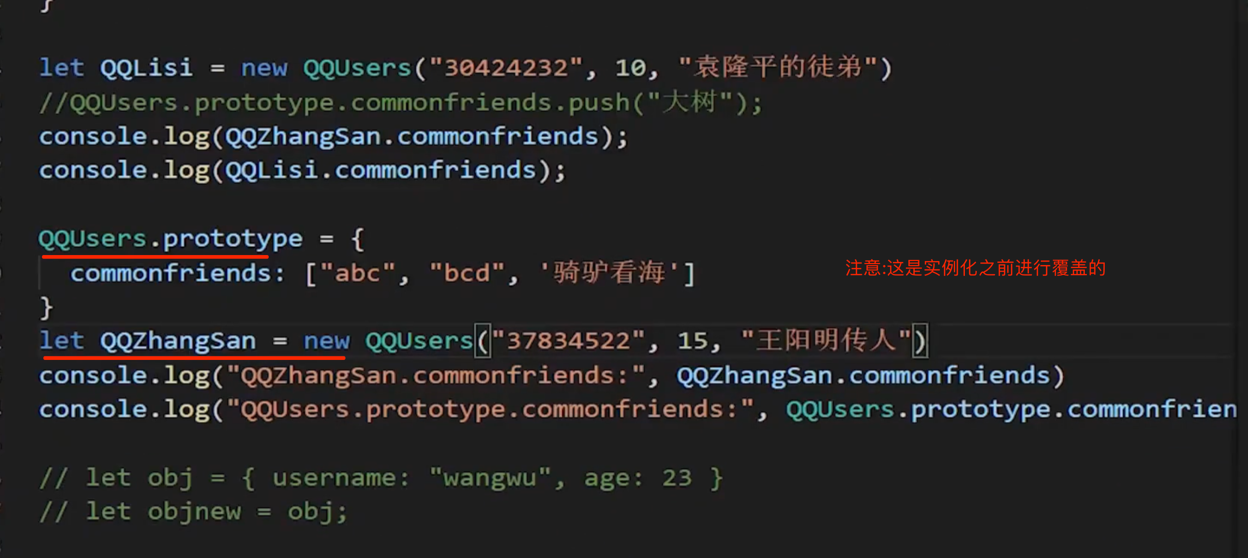 }
let QQLisi = new QQUsers("30424232", 10, "袁隆平的徒弟")
//QQUsers.prototype.commonfriends.push("大树");
console.log(QQZhangSan.commonfriends);
console.log(QQLisi.commonfriends);
QQUsers.prototype = {
commonfriends: ["abc", "bcd", '骑驴看海']
注意:这是实例化之前进行覆盖的
}
let QQZhangSan = new QQUsers("37834522", 15, "王阳明传人")
console.log("QQZhangSan.commonfriends:", QQZhangSan.commonfriends)
console.log("QQUsers.prototype.commonfriends:", QQUsers.prototype.commonfrien
// let obj = { username: "wangwu", age: 23 }
// let objnew = obj;